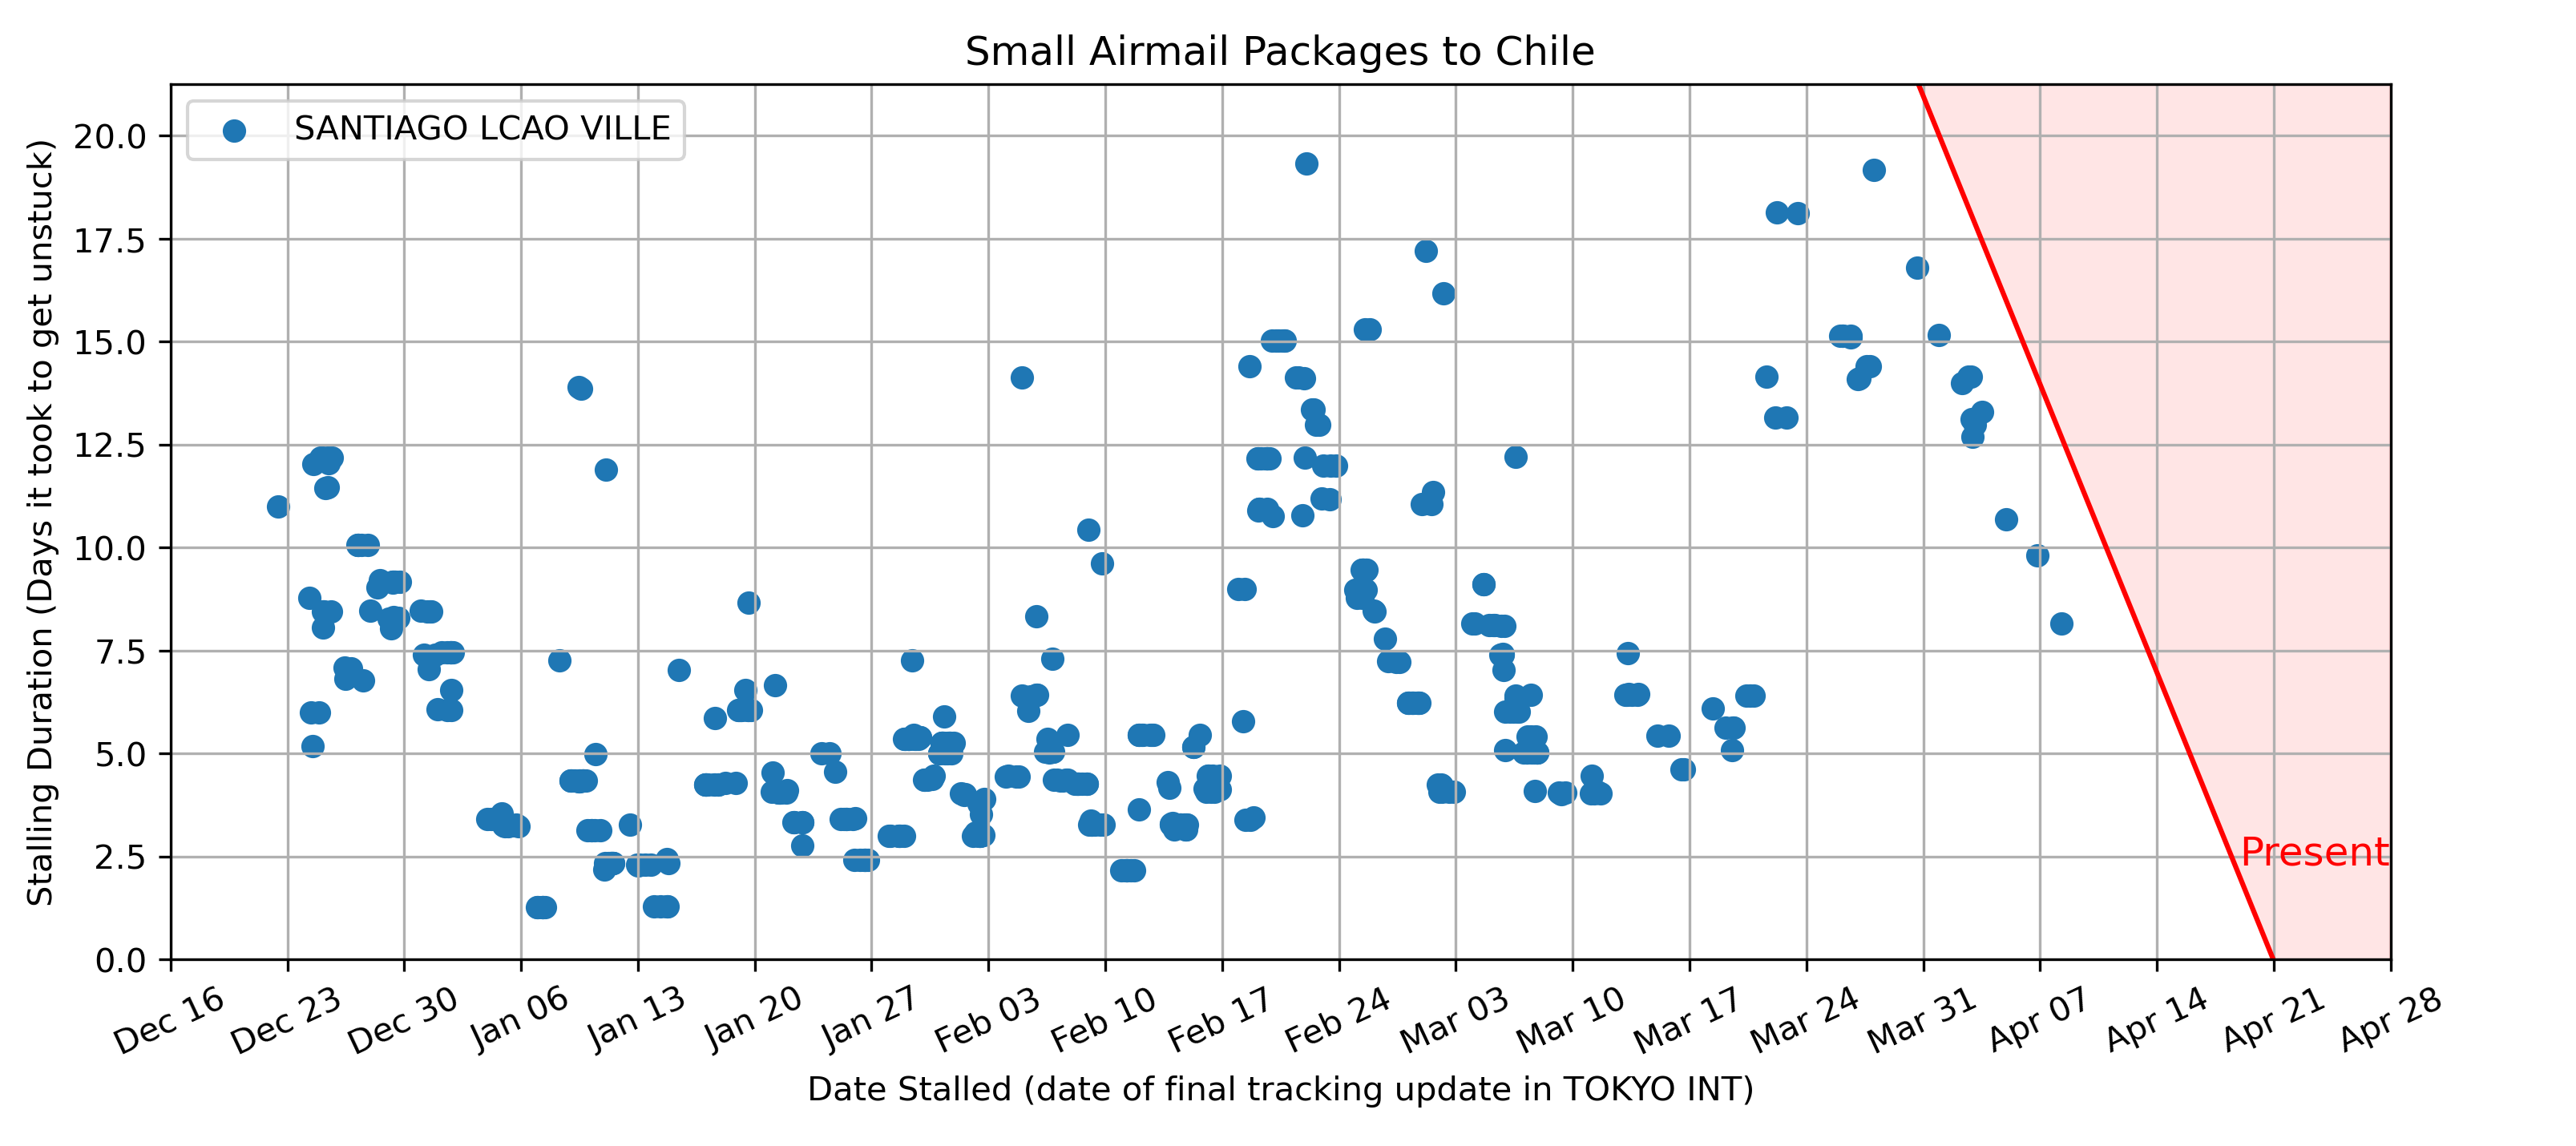 Small Airmail Packages to Chile
SANTIAGO LCAO VILLE
Stalling Duration (Days it took to get unstuck)
20.0
17.5
15.0
12.5
10.0
7.5
5.0
2.5
0.0
Present
Dec 16
Dec 23
Dec 30
Jan 06
Jan 13
Jan 20
Jan 27
Feb 03
Feb 10
Feb 17
Feb 24
Mar 03
Mar 10
Mar 17
Mar 24
Mar 31
Apr 07
Apr 14
Apr 21
Apr 28
Date Stalled (date of final tracking update in TOKYO INT)